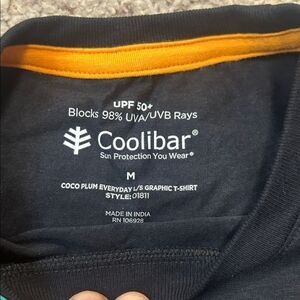 UPF 50+
Blocks 98% UVA/UVB Rays
Coolibar®
Sun Protection You Wear®
M
COCO PLUM EVERYDAY L/S GRAPHIC T-SHIRT
STYLE: 01811
MADE IN INDIA
RN 106928